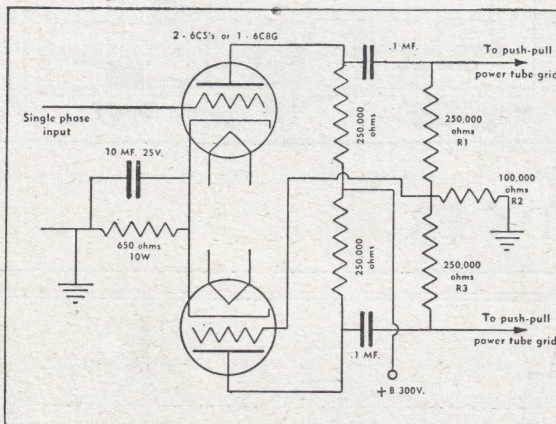 2 - 6C5's or 1 - 6C8G
.1 MF.
To push-pull
power tube grid
Single phase
input
250,000
ohms
250,000
ohms
R1
10 MF. 25V.
100,000
ohms
R2
650 ohms
10W
250,000
ohms
250,000
ohms
R3
To push-pull
power tube grid
.1 MF.
+ B 300V.